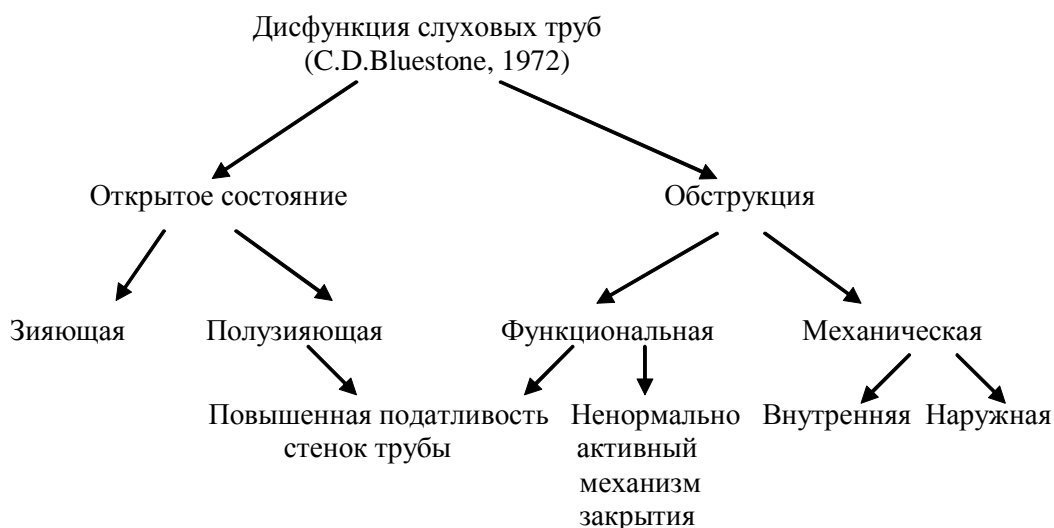 Дисфункция слуховых труб
(C.D.Bluestone, 1972)
Открытое состояние
Обструкция
Зияющая
Полузияющая
Функциональная
Механическая
Повышенная податливость
стенок трубы
Ненормально
активный
механизм
закрытия
Внутренняя
Наружная